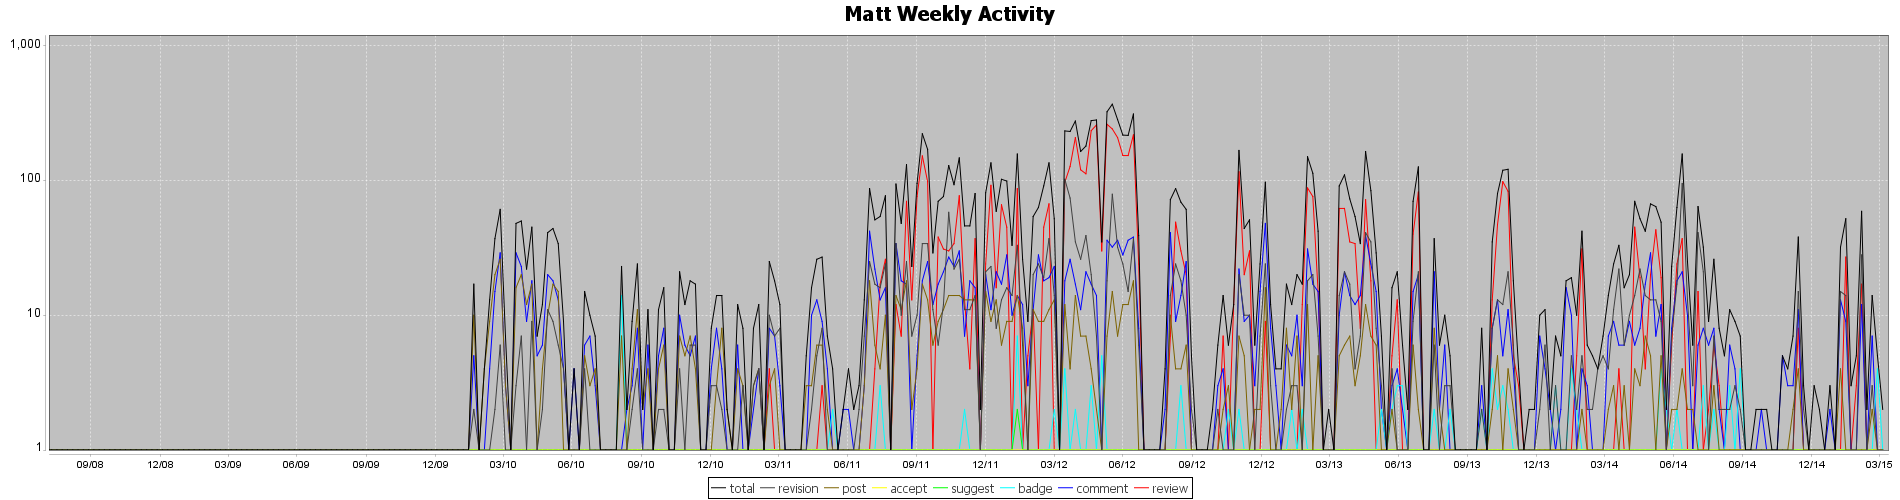 Matt Weekly Activity
1,000
100
10
1
09/08 12/08 03/09 06/09 09/09 12/09 03/10 06/10 09/10 12/10 03/11 06/11 09/11 12/11 03/12 06/12 09/12 12/12 03/13 06/13 09/13 12/13 03/14 06/14 09/14 12/14 03/15
total revision post accept suggest badge comment review